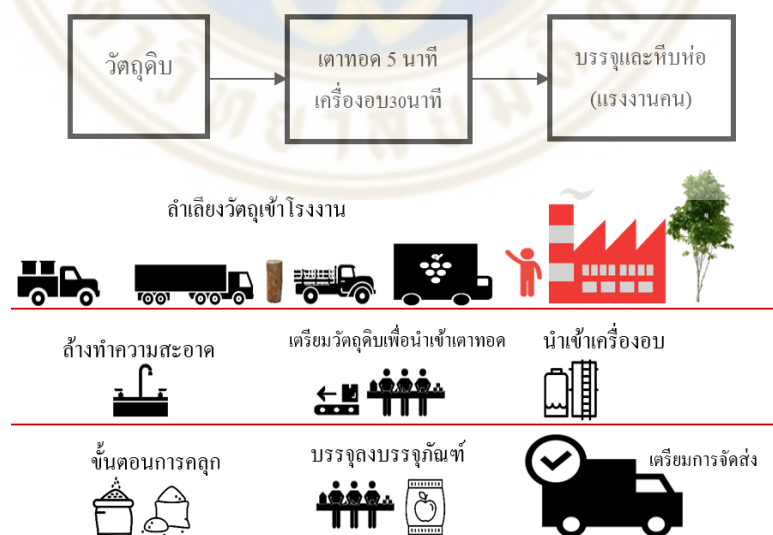 วัตถุดิบ
เตาทอด 5 นาที
เครื่องอบ30นาที
บรรจุและหีบห่อ
(แรงงานคน)
ลำเลียงวัตถุเข้าโรงงาน
ล้างทำความสะอาด
เตรียมวัตถุดิบเพื่อนำเข้าเตาทอด
นำเข้าเครื่องอบ
ขั้นตอนการคลุก
บรรจุลงบรรจุภัณฑ์
เตรียมการจัดส่ง